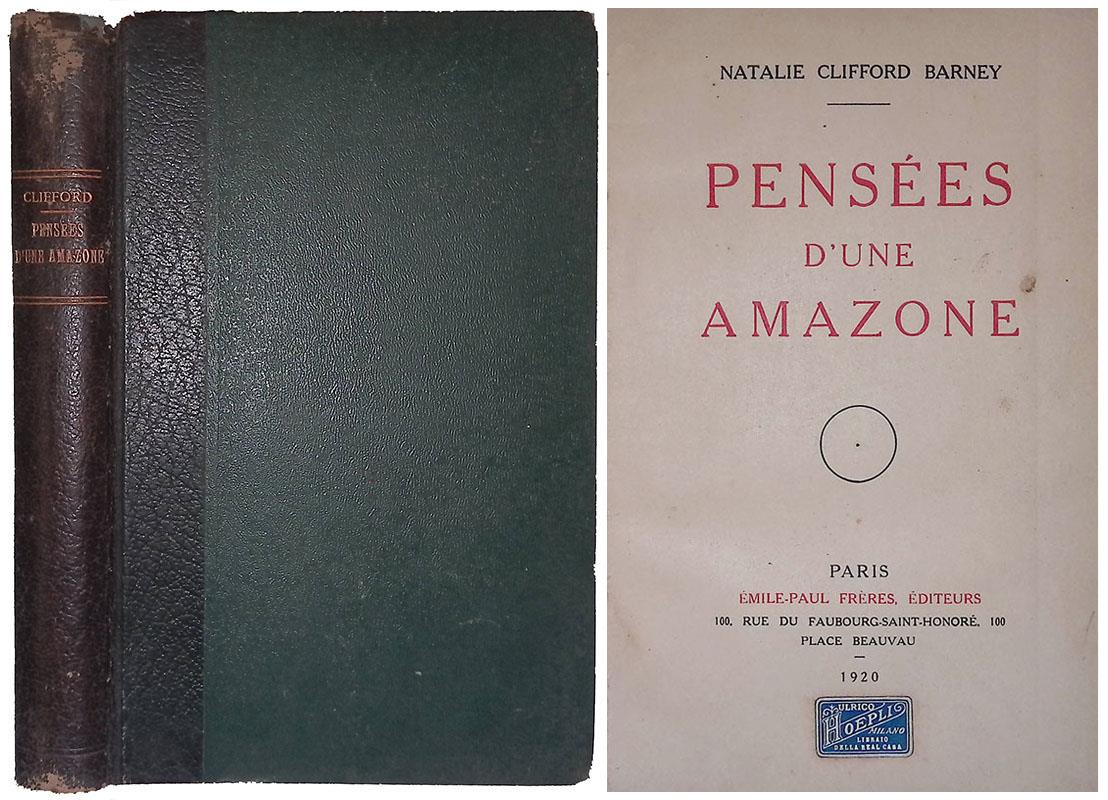 CLIFFORD
PENSÉES
D'UNE AMAZONE
NATALIE CLIFFORD BARNEY
PENSÉES
D'UNE
AMAZONE
PARIS
ÉMILE-PAUL FRÈRES, ÉDITEURS
100, RUE DU FAUBOURG-SAINT-HONORÉ, 100
PLACE BEAUVAU
1920
ULRICO
HOEPLI
MILANO
LIBRAIO
DELLA REAL CASA